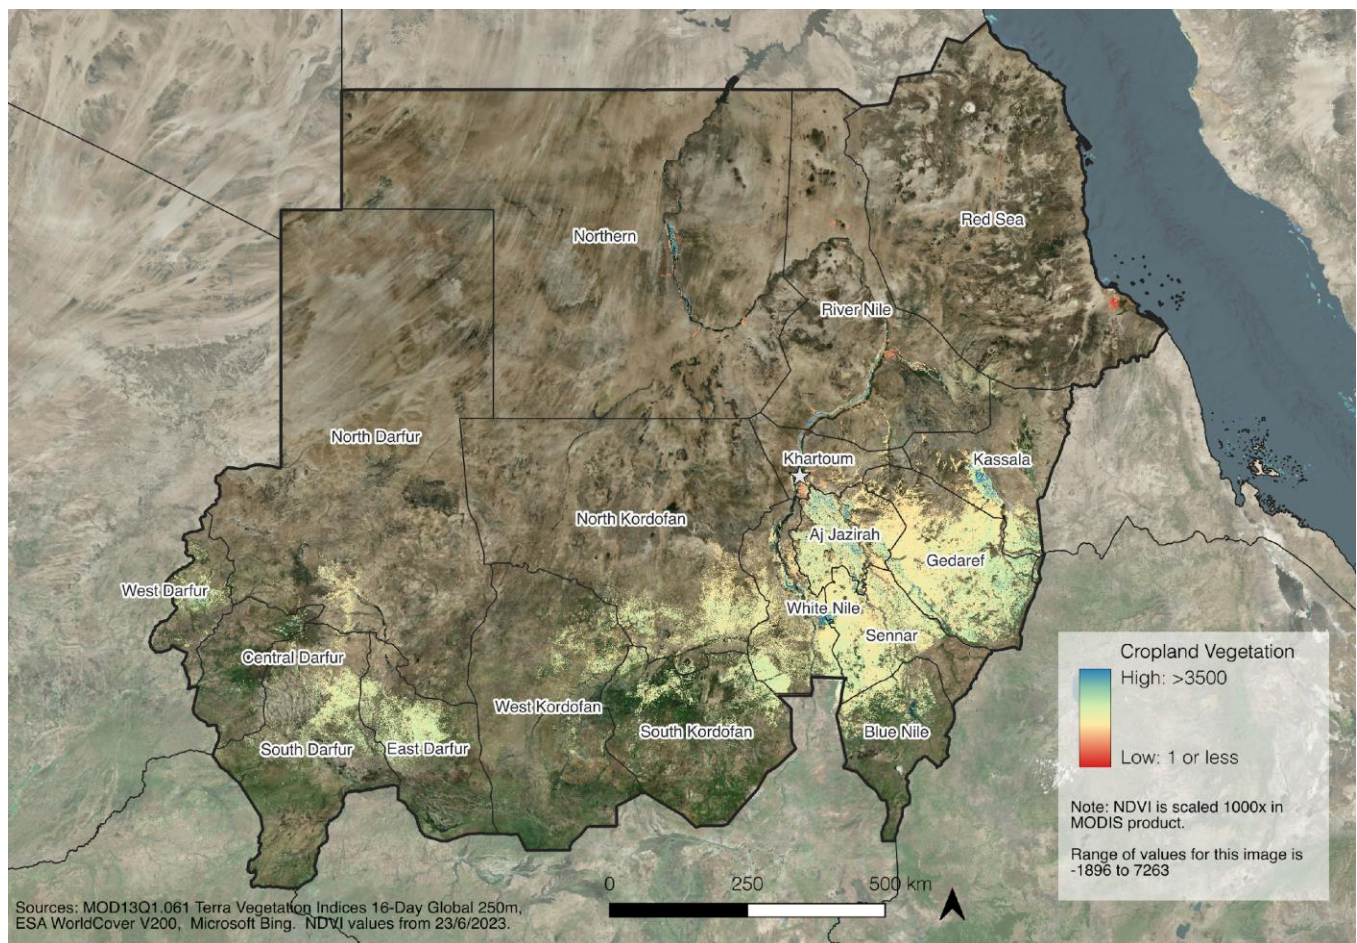 Northern
Red Sea
River Nile
North Darfur
Khartoum
Kassala
North Kordofan
Aj Jazirah
Gedaref
West Darfur
White Nile
Sennar
Central Darfur
West Kordofan
South Kordofan
Blue Nile
South Darfur
East Darfur
Cropland Vegetation
High: >3500
Low: 1 or less
Note: NDVI is scaled 1000x in
MODIS product.
Range of values for this image is
-1896 to 7263
0 250 500 km
Sources: MOD13Q1.061 Terra Vegetation Indices 16-Day Global 250m,
ESA WorldCover V200, Microsoft Bing. NDVI values from 23/6/2023.